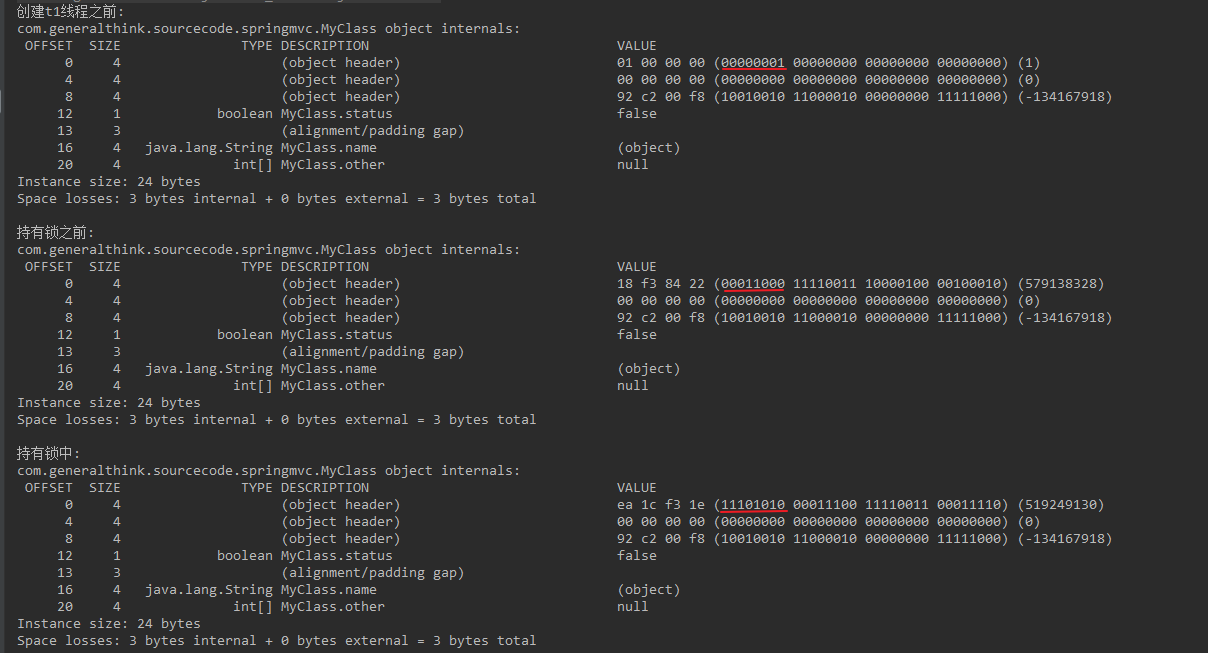 创建t1线程之前:
com.generalthink.sourcecode.springmvc.MyClass object internals:
OFFSET SIZE TYPE DESCRIPTION VALUE
0 4 (object header) 01 00 00 00 (00000001 00000000 00000000 00000000) (1)
4 4 (object header) 00 00 00 00 (00000000 00000000 00000000 00000000) (0)
8 4 (object header) 92 c2 00 f8 (10010010 11000010 00000000 11111000) (-134167918)
12 1 boolean MyClass.status false
13 3 (alignment/padding gap)
16 4 java.lang.String MyClass.name (object)
20 4 int[] MyClass.other null
Instance size: 24 bytes
Space losses: 3 bytes internal + 0 bytes external = 3 bytes total
持有锁之前:
com.generalthink.sourcecode.springmvc.MyClass object internals:
OFFSET SIZE TYPE DESCRIPTION VALUE
0 4 (object header) 18 f3 84 22 (00011000 11110011 10000100 00100010) (579138328)
4 4 (object header) 00 00 00 00 (00000000 00000000 00000000 00000000) (0)
8 4 (object header) 92 c2 00 f8 (10010010 11000010 00000000 11111000) (-134167918)
12 1 boolean MyClass.status false
13 3 (alignment/padding gap)
16 4 java.lang.String MyClass.name (object)
20 4 int[] MyClass.other null
Instance size: 24 bytes
Space losses: 3 bytes internal + 0 bytes external = 3 bytes total
持有锁中:
com.generalthink.sourcecode.springmvc.MyClass object internals:
OFFSET SIZE TYPE DESCRIPTION VALUE
0 4 (object header) ea 1c f3 1e (11101010 00011100 11110011 00011110) (519249130)
4 4 (object header) 00 00 00 00 (00000000 00000000 00000000 00000000) (0)
8 4 (object header) 92 c2 00 f8 (10010010 11000010 00000000 11111000) (-134167918)
12 1 boolean MyClass.status false
13 3 (alignment/padding gap)
16 4 java.lang.String MyClass.name (object)
20 4 int[] MyClass.other null
Instance size: 24 bytes
Space losses: 3 bytes internal + 0 bytes external = 3 bytes total